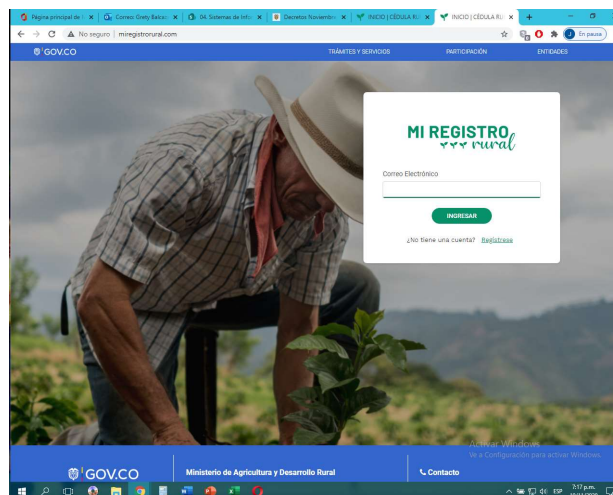 Página principal de
Correo: Grety Balcaz
04. Sistemas de Info
Decretos Noviembre
INICIO | CÉDULA RU
INICIO | CÉDULA RU
No seguro | miregistrorural.com
En pausa
GOV.CO
TRÁMITES Y SERVICIOS
PARTICIPACIÓN
ENTIDADES
MI REGISTRO
rural
Correo Electrónico
INGRESAR
¿No tiene una cuenta? Regístrese
Activar Windows
Ve a Configuración para activar Windows.
GOV.CO
Ministerio de Agricultura y Desarrollo Rural
Contacto
ESP
7:17 p.m.